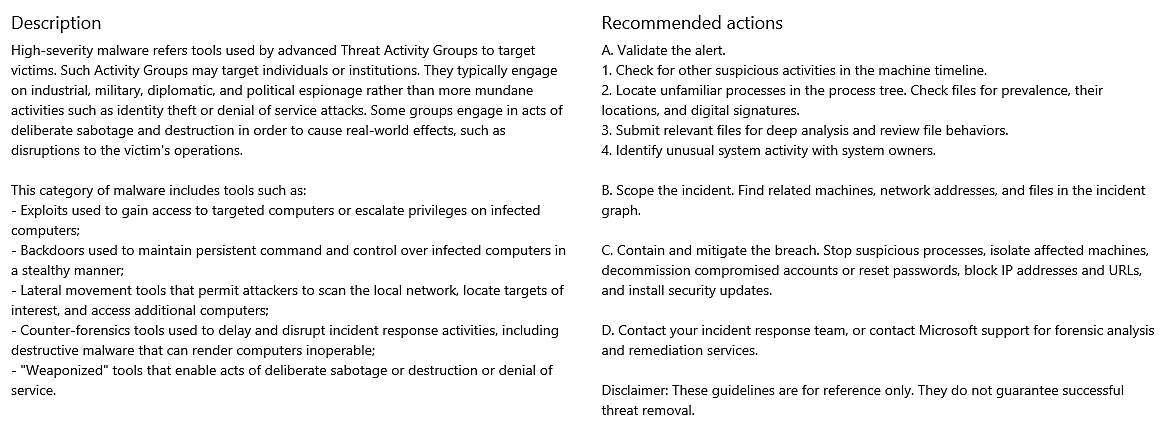 Description
High-severity malware refers tools used by advanced Threat Activity Groups to target
victims. Such Activity Groups may target individuals or institutions. They typically engage
on industrial, military, diplomatic, and political espionage rather than more mundane
activities such as identity theft or denial of service attacks. Some groups engage in acts of
deliberate sabotage and destruction in order to cause real-world effects, such as
disruptions to the victim's operations.
This category of malware includes tools such as:
- Exploits used to gain access to targeted computers or escalate privileges on infected
computers;
- Backdoors used to maintain persistent command and control over infected computers in
a stealthy manner;
- Lateral movement tools that permit attackers to scan the local network, locate targets of
interest, and access additional computers;
- Counter-forensics tools used to delay and disrupt incident response activities, including
destructive malware that can render computers inoperable;
- "Weaponized" tools that enable acts of deliberate sabotage or destruction or denial of
service.
Recommended actions
A. Validate the alert.
1. Check for other suspicious activities in the machine timeline.
2. Locate unfamiliar processes in the process tree. Check files for prevalence, their
locations, and digital signatures.
3. Submit relevant files for deep analysis and review file behaviors.
4. Identify unusual system activity with system owners.
B. Scope the incident. Find related machines, network addresses, and files in the incident
graph.
C. Contain and mitigate the breach. Stop suspicious processes, isolate affected machines,
decommission compromised accounts or reset passwords, block IP addresses and URLs,
and install security updates.
D. Contact your incident response team, or contact Microsoft support for forensic analysis
and remediation services.
Disclaimer: These guidelines are for reference only. They do not guarantee successful
threat removal.